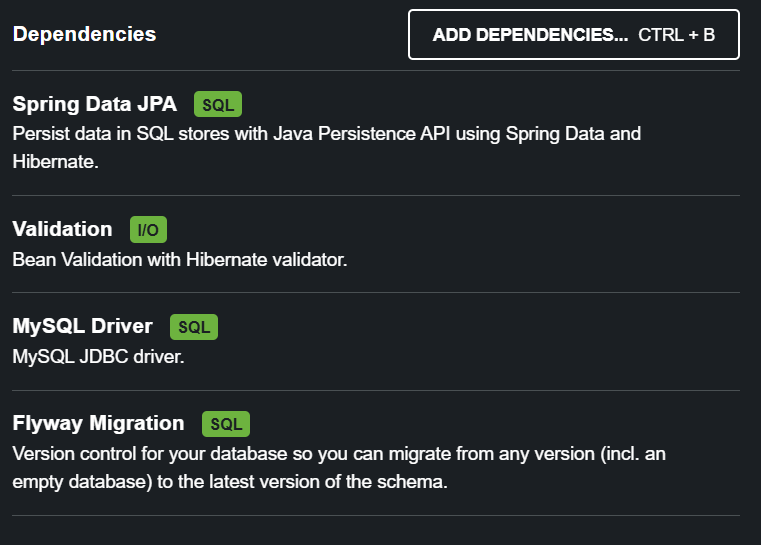 Dependencies
ADD DEPENDENCIES... CTRL + B
Spring Data JPA SQL
Persist data in SQL stores with Java Persistence API using Spring Data and
Hibernate.
Validation I/O
Bean Validation with Hibernate validator.
MySQL Driver SQL
MySQL JDBC driver.
Flyway Migration SQL
Version control for your database so you can migrate from any version (incl. an
empty database) to the latest version of the schema.